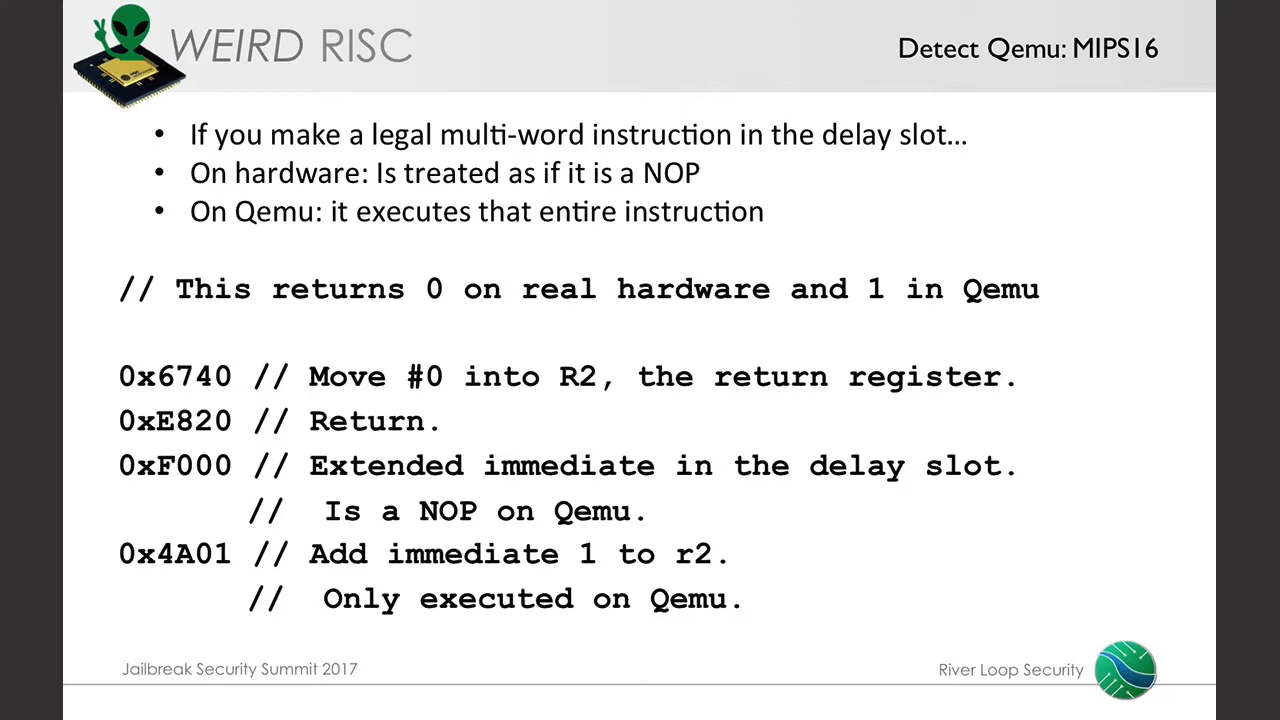 WEIRD RISC
Detect Qemu: MIPS16
• If you make a legal multi-word instruction in the delay slot…
• On hardware: Is treated as if it is a NOP
• On Qemu: it executes that entire instruction
// This returns 0 on real hardware and 1 in Qemu
0x6740 // Move #0 into R2, the return register.
0xE820 // Return.
0xF000 // Extended immediate in the delay slot.
// Is a NOP on Qemu.
0x4A01 // Add immediate 1 to r2.
// Only executed on Qemu.
Jailbreak Security Summit 2017
River Loop Security